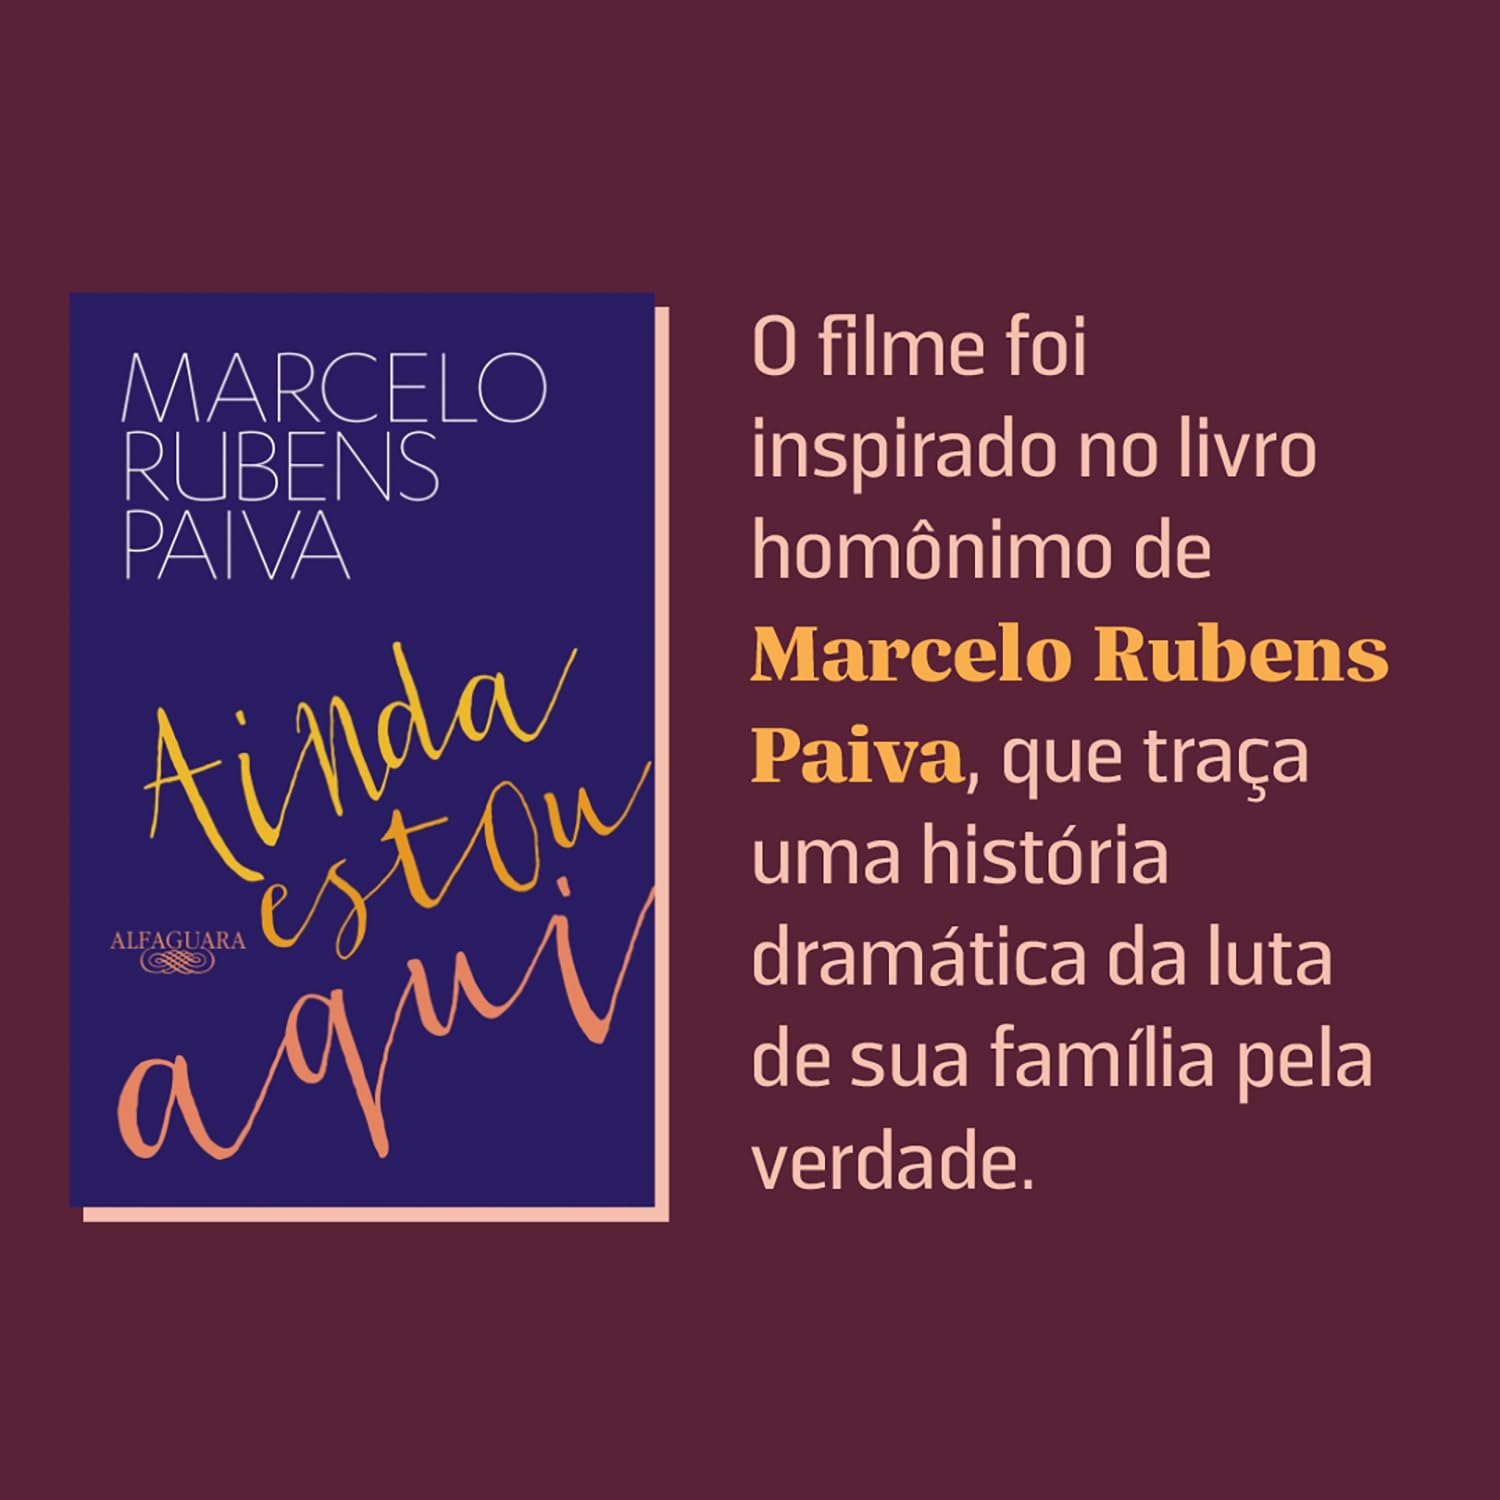 MARCELO
RUBENS
PAIVA
Ainda
estou
aqui
ALFAGUARA
O filme foi
inspirado no livro
homônimo de
Marcelo Rubens
Paiva, que traça
uma história
dramática da luta
de sua família pela
verdade.